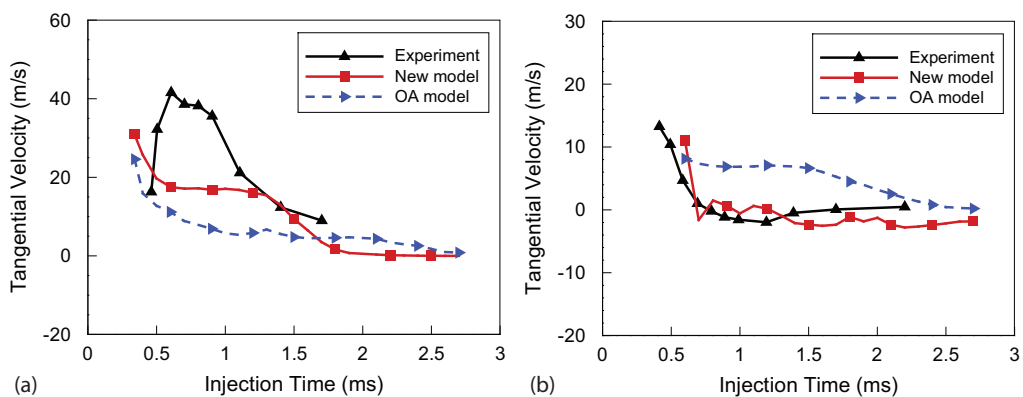 60
40
20
0
-20
Tangential Velocity (m/s)
Experiment
New model
OA model
0 0.5 1 1.5 2 2.5 3
Injection Time (ms)
(a)
30
20
10
0
-10
-20
Tangential Velocity (m/s)
Experiment
New model
OA model
0 0.5 1 1.5 2 2.5 3
Injection Time (ms)
(b)